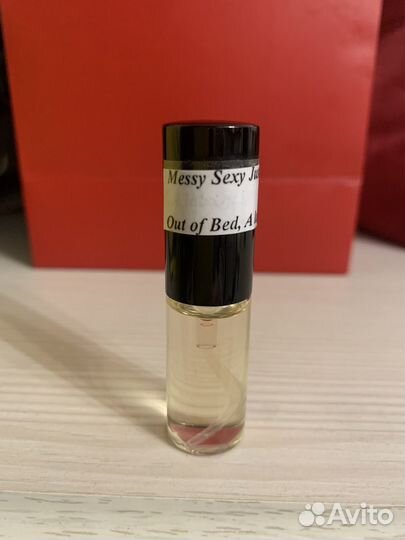 Messy Sexy Ju
Out of Bed, A
Avito